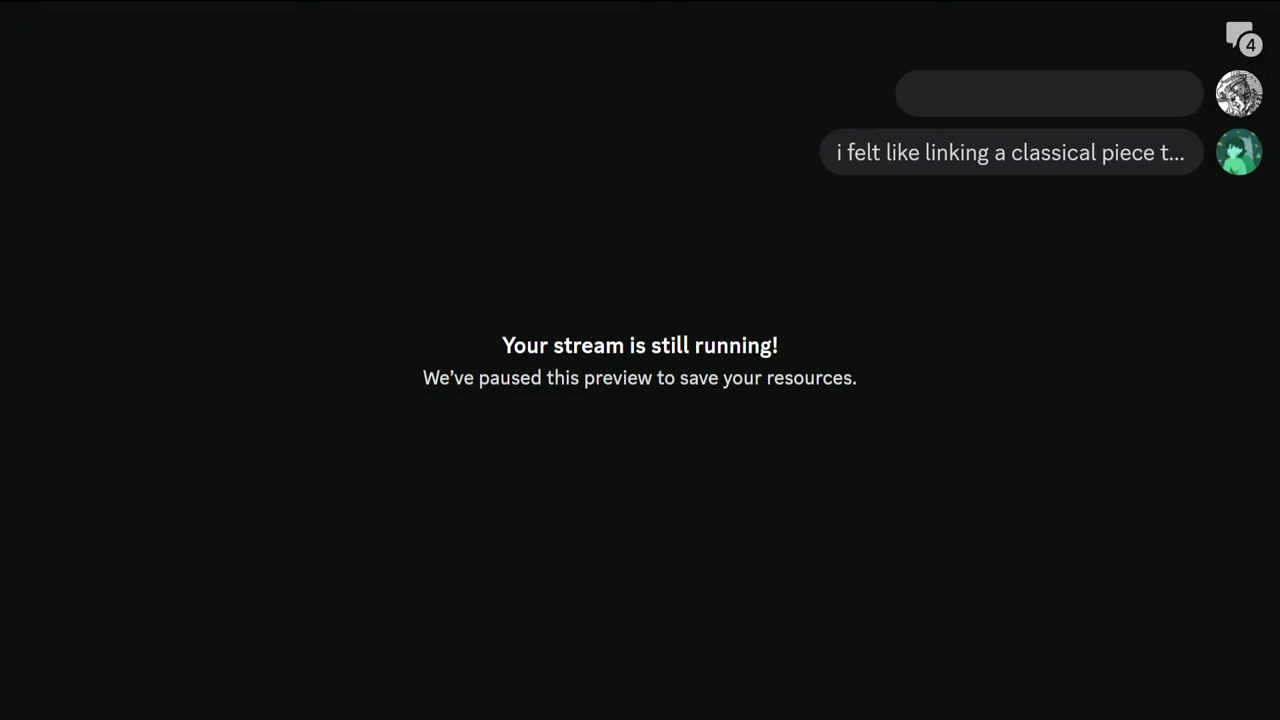 4
i felt like linking a classical piece t...
Your stream is still running!
We’ve paused this preview to save your resources.